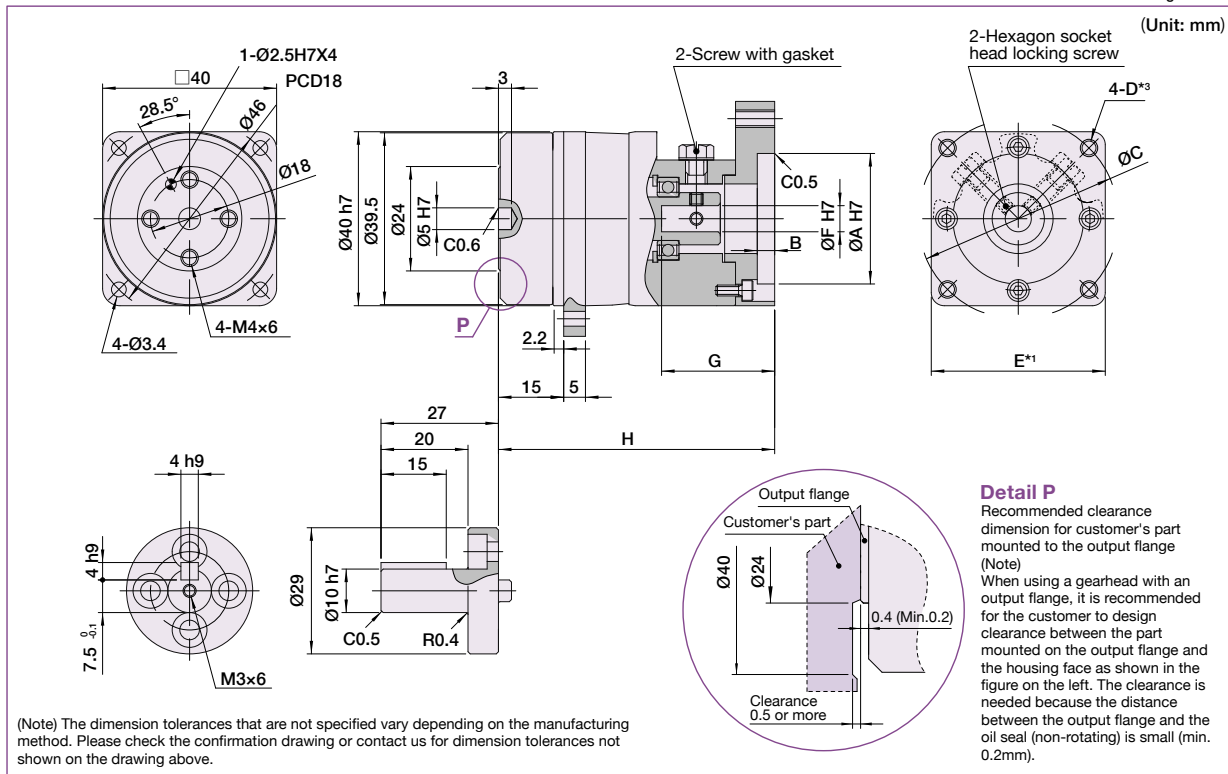 (Unit: mm)
1-Ø2.5H7X4
PCD18
□40
28.5°
Ø46
Ø18
4-M4×6
4-Ø3.4
3
2-Screw with gasket
Ø40 h7
Ø39.5
Ø24
Ø5 H7
C0.6
P
2.2
15
5
C0.5
B
ØF H7
ØA H7
G
H
2-Hexagon socket
head locking screw
4-D*3
ØC
E*1
27
20
15
4 h9
4 h9
7.5 0 -0.1
M3×6
Ø29
Ø10 h7
C0.5
R0.4
Output flange
Customer's part
Ø40
Ø24
0.4 (Min.0.2)
Clearance
0.5 or more
Detail P
Recommended clearance
dimension for customer's part
mounted to the output flange
(Note)
When using a gearhead with an
output flange, it is recommended
for the customer to design
clearance between the part
mounted on the output flange and
the housing face as shown in the
figure on the left. The clearance is
needed because the distance
between the output flange and the
oil seal (non-rotating) is small (min.
0.2mm).
(Note) The dimension tolerances that are not specified vary depending on the manufacturing
method. Please check the confirmation drawing or contact us for dimension tolerances not
shown on the drawing above.